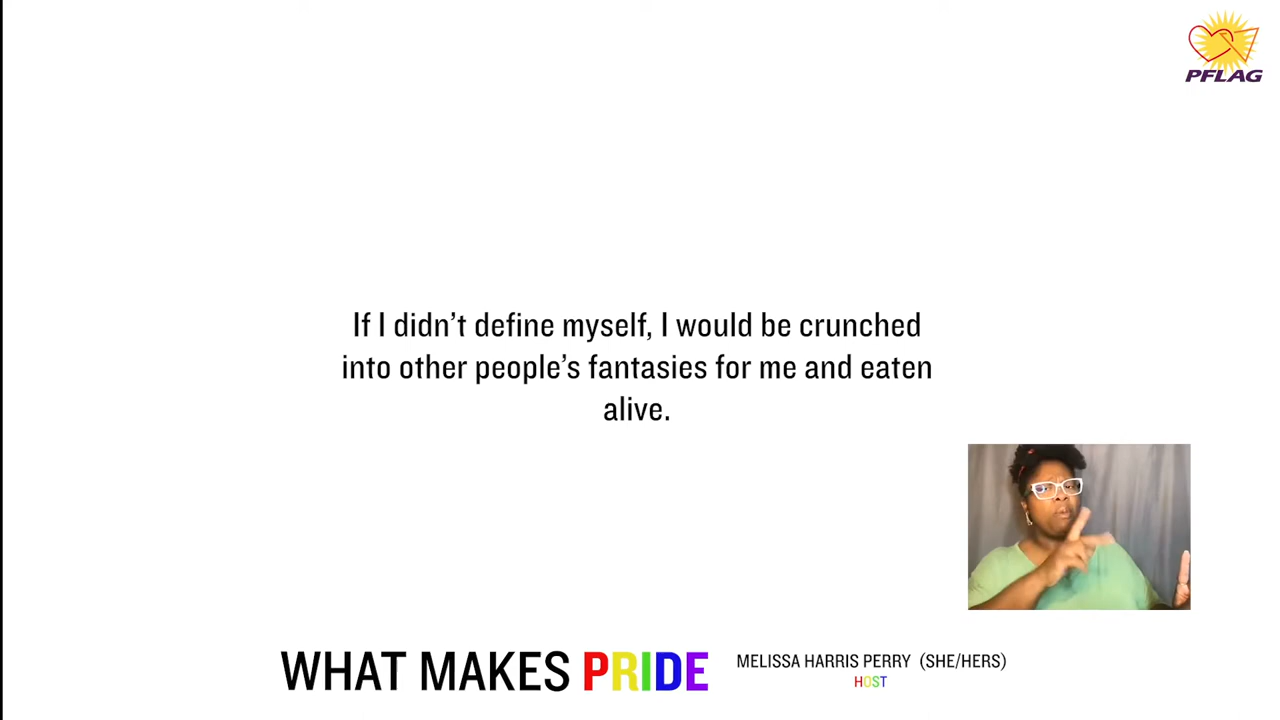 PFLAG
If I didn't define myself, I would be crunched
into other people's fantasies for me and eaten
alive.
WHAT MAKES PRIDE
MELISSA HARRIS PERRY (SHE/HERS)
HOST